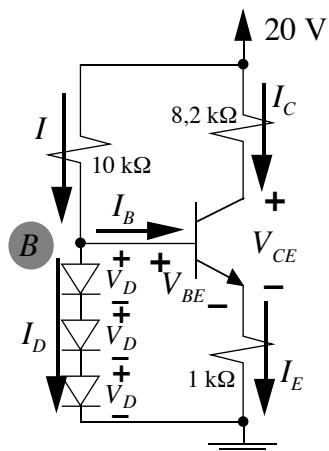 20 V
I
8,2 kΩ
I_C
10 kΩ
I_B
+
B
+
+
V_CE
V_D
V_BE
−
−
−
+
I_D
V_D
−
+
V_D
−
1 kΩ
I_E